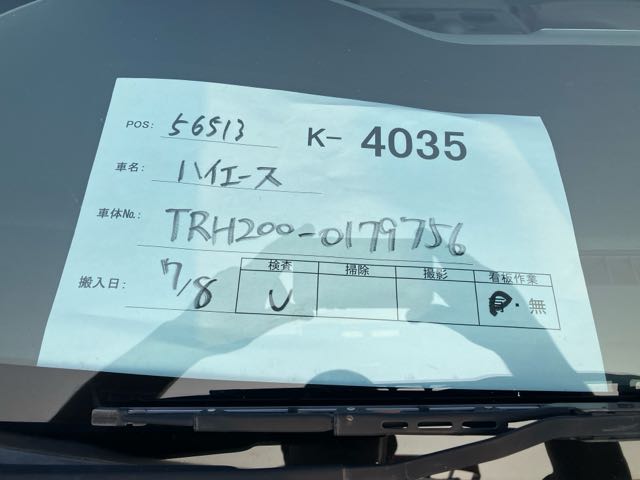 POS: 56513 K- 4035
車名: ハイエース
車体No.: TRH200-0179756
搬入日: 7/8
検査 掃除 撮影 看板作業
レ ・無